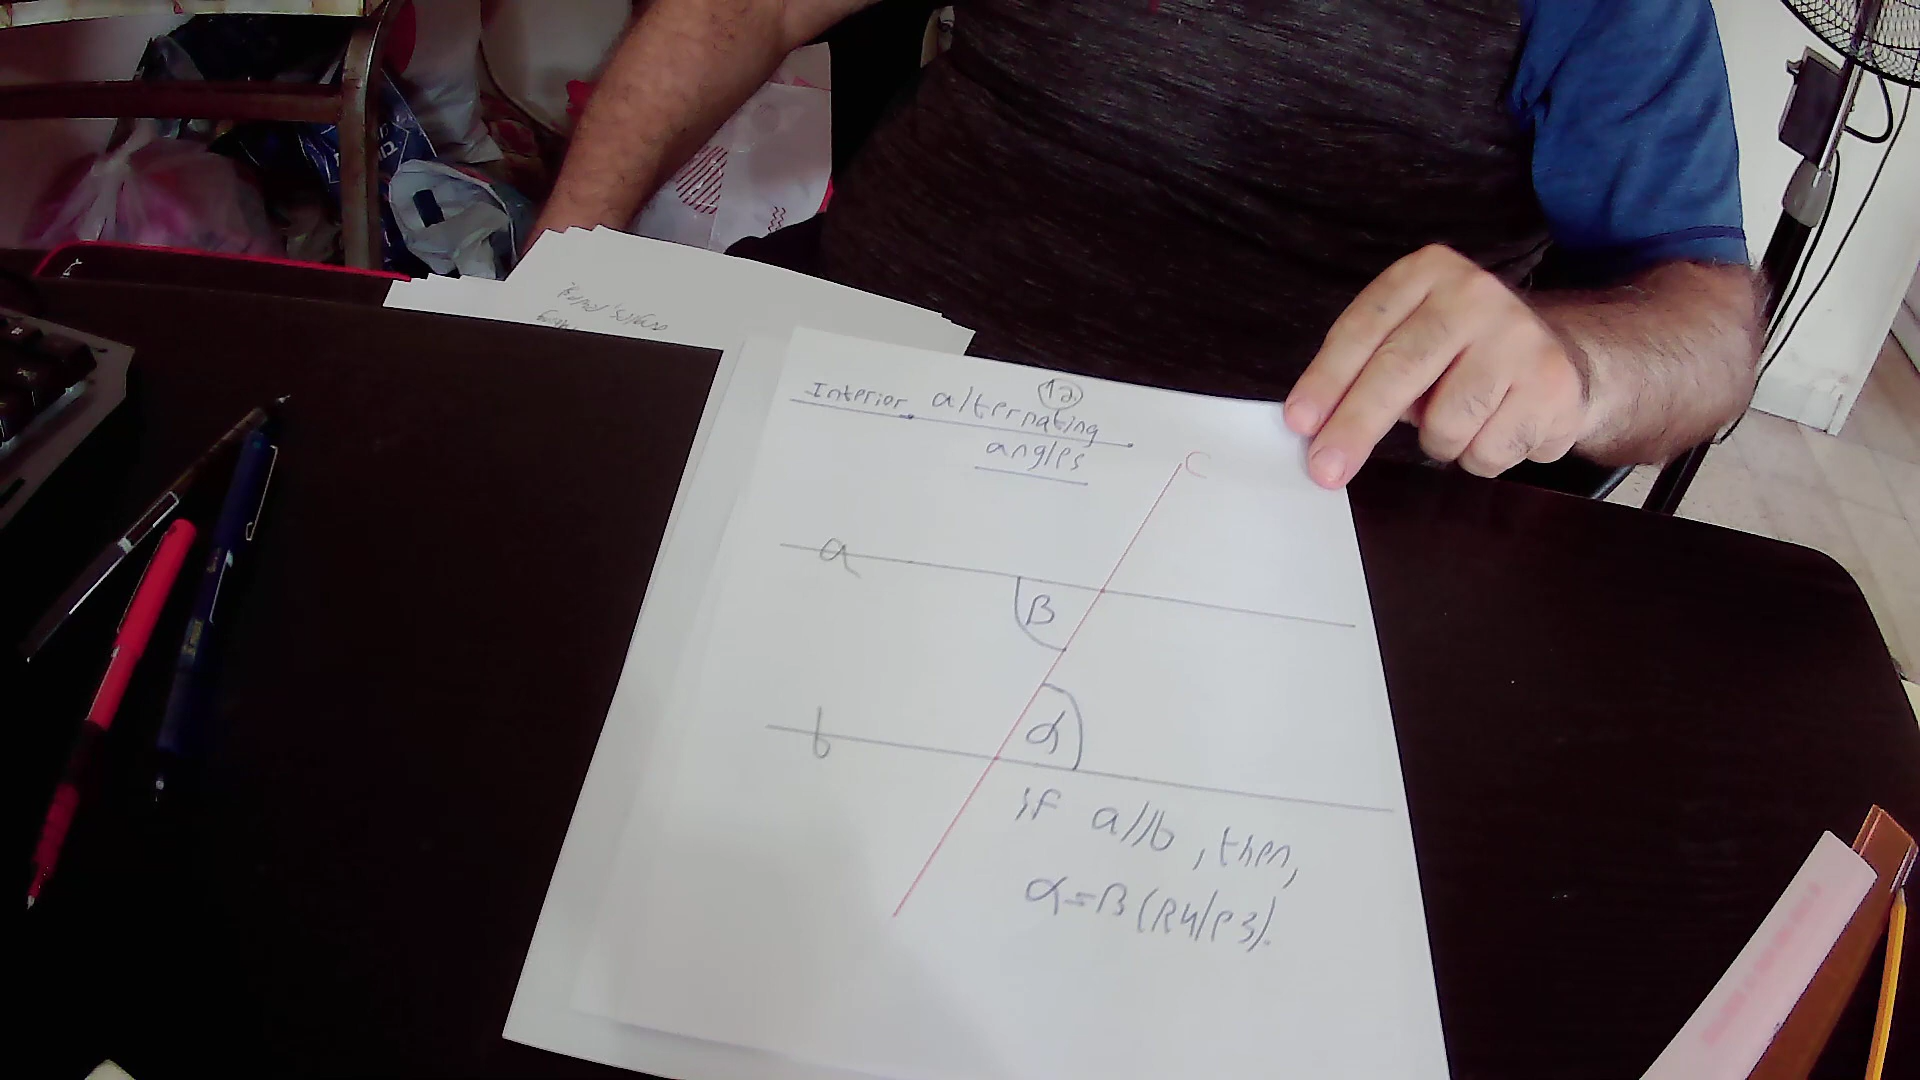 12
Interior alternating
angles
C
a
β
α
b
if a//b, then,
α=β (Rule 3).